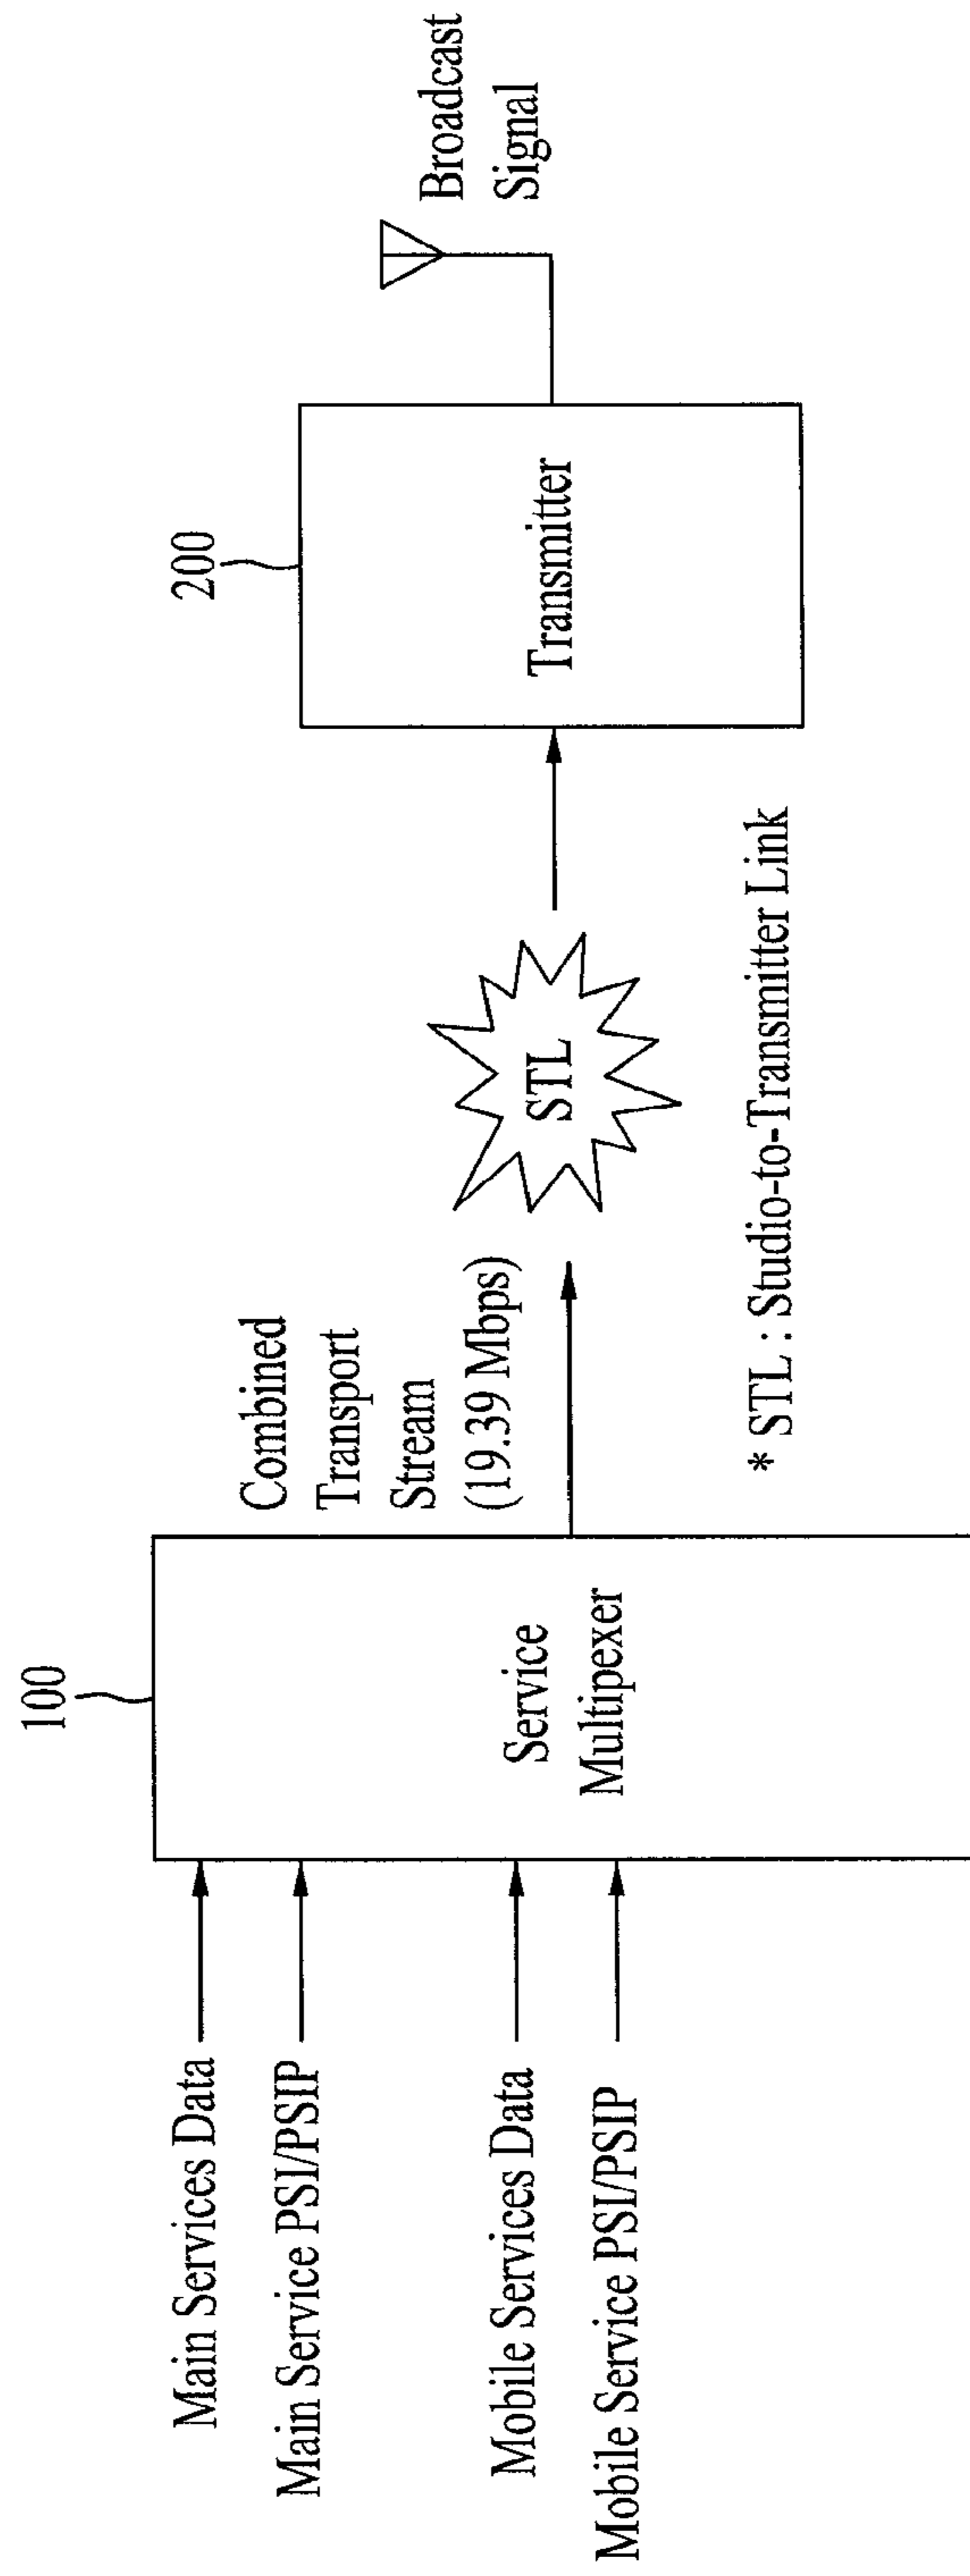 100
Main Services Data
Main Service PSI/PSIP
Mobile Services Data
Mobile Service PSI/PSIP
Service
Multipexer
Combined
Transport
Stream
(19.39 Mbps)
STL
* STL : Studio-to-Transmitter Link
200
Transmitter
Broadcast
Signal